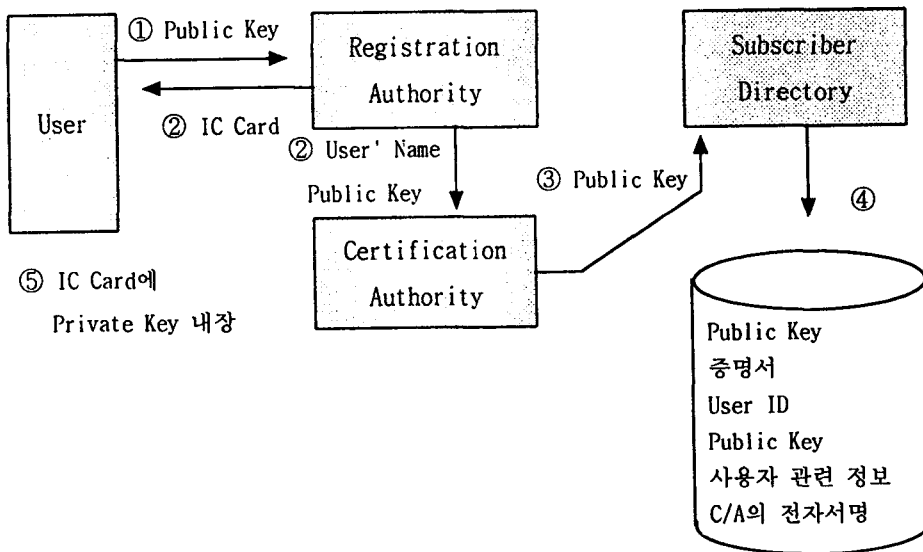 ① Public Key
Registration
Authority
Subscriber
Directory
User
② IC Card
② User' Name
Public Key
③ Public Key
④
Certification
Authority
⑤ IC Card에
Private Key 내장
Public Key
증명서
User ID
Public Key
사용자 관련 정보
C/A의 전자서명